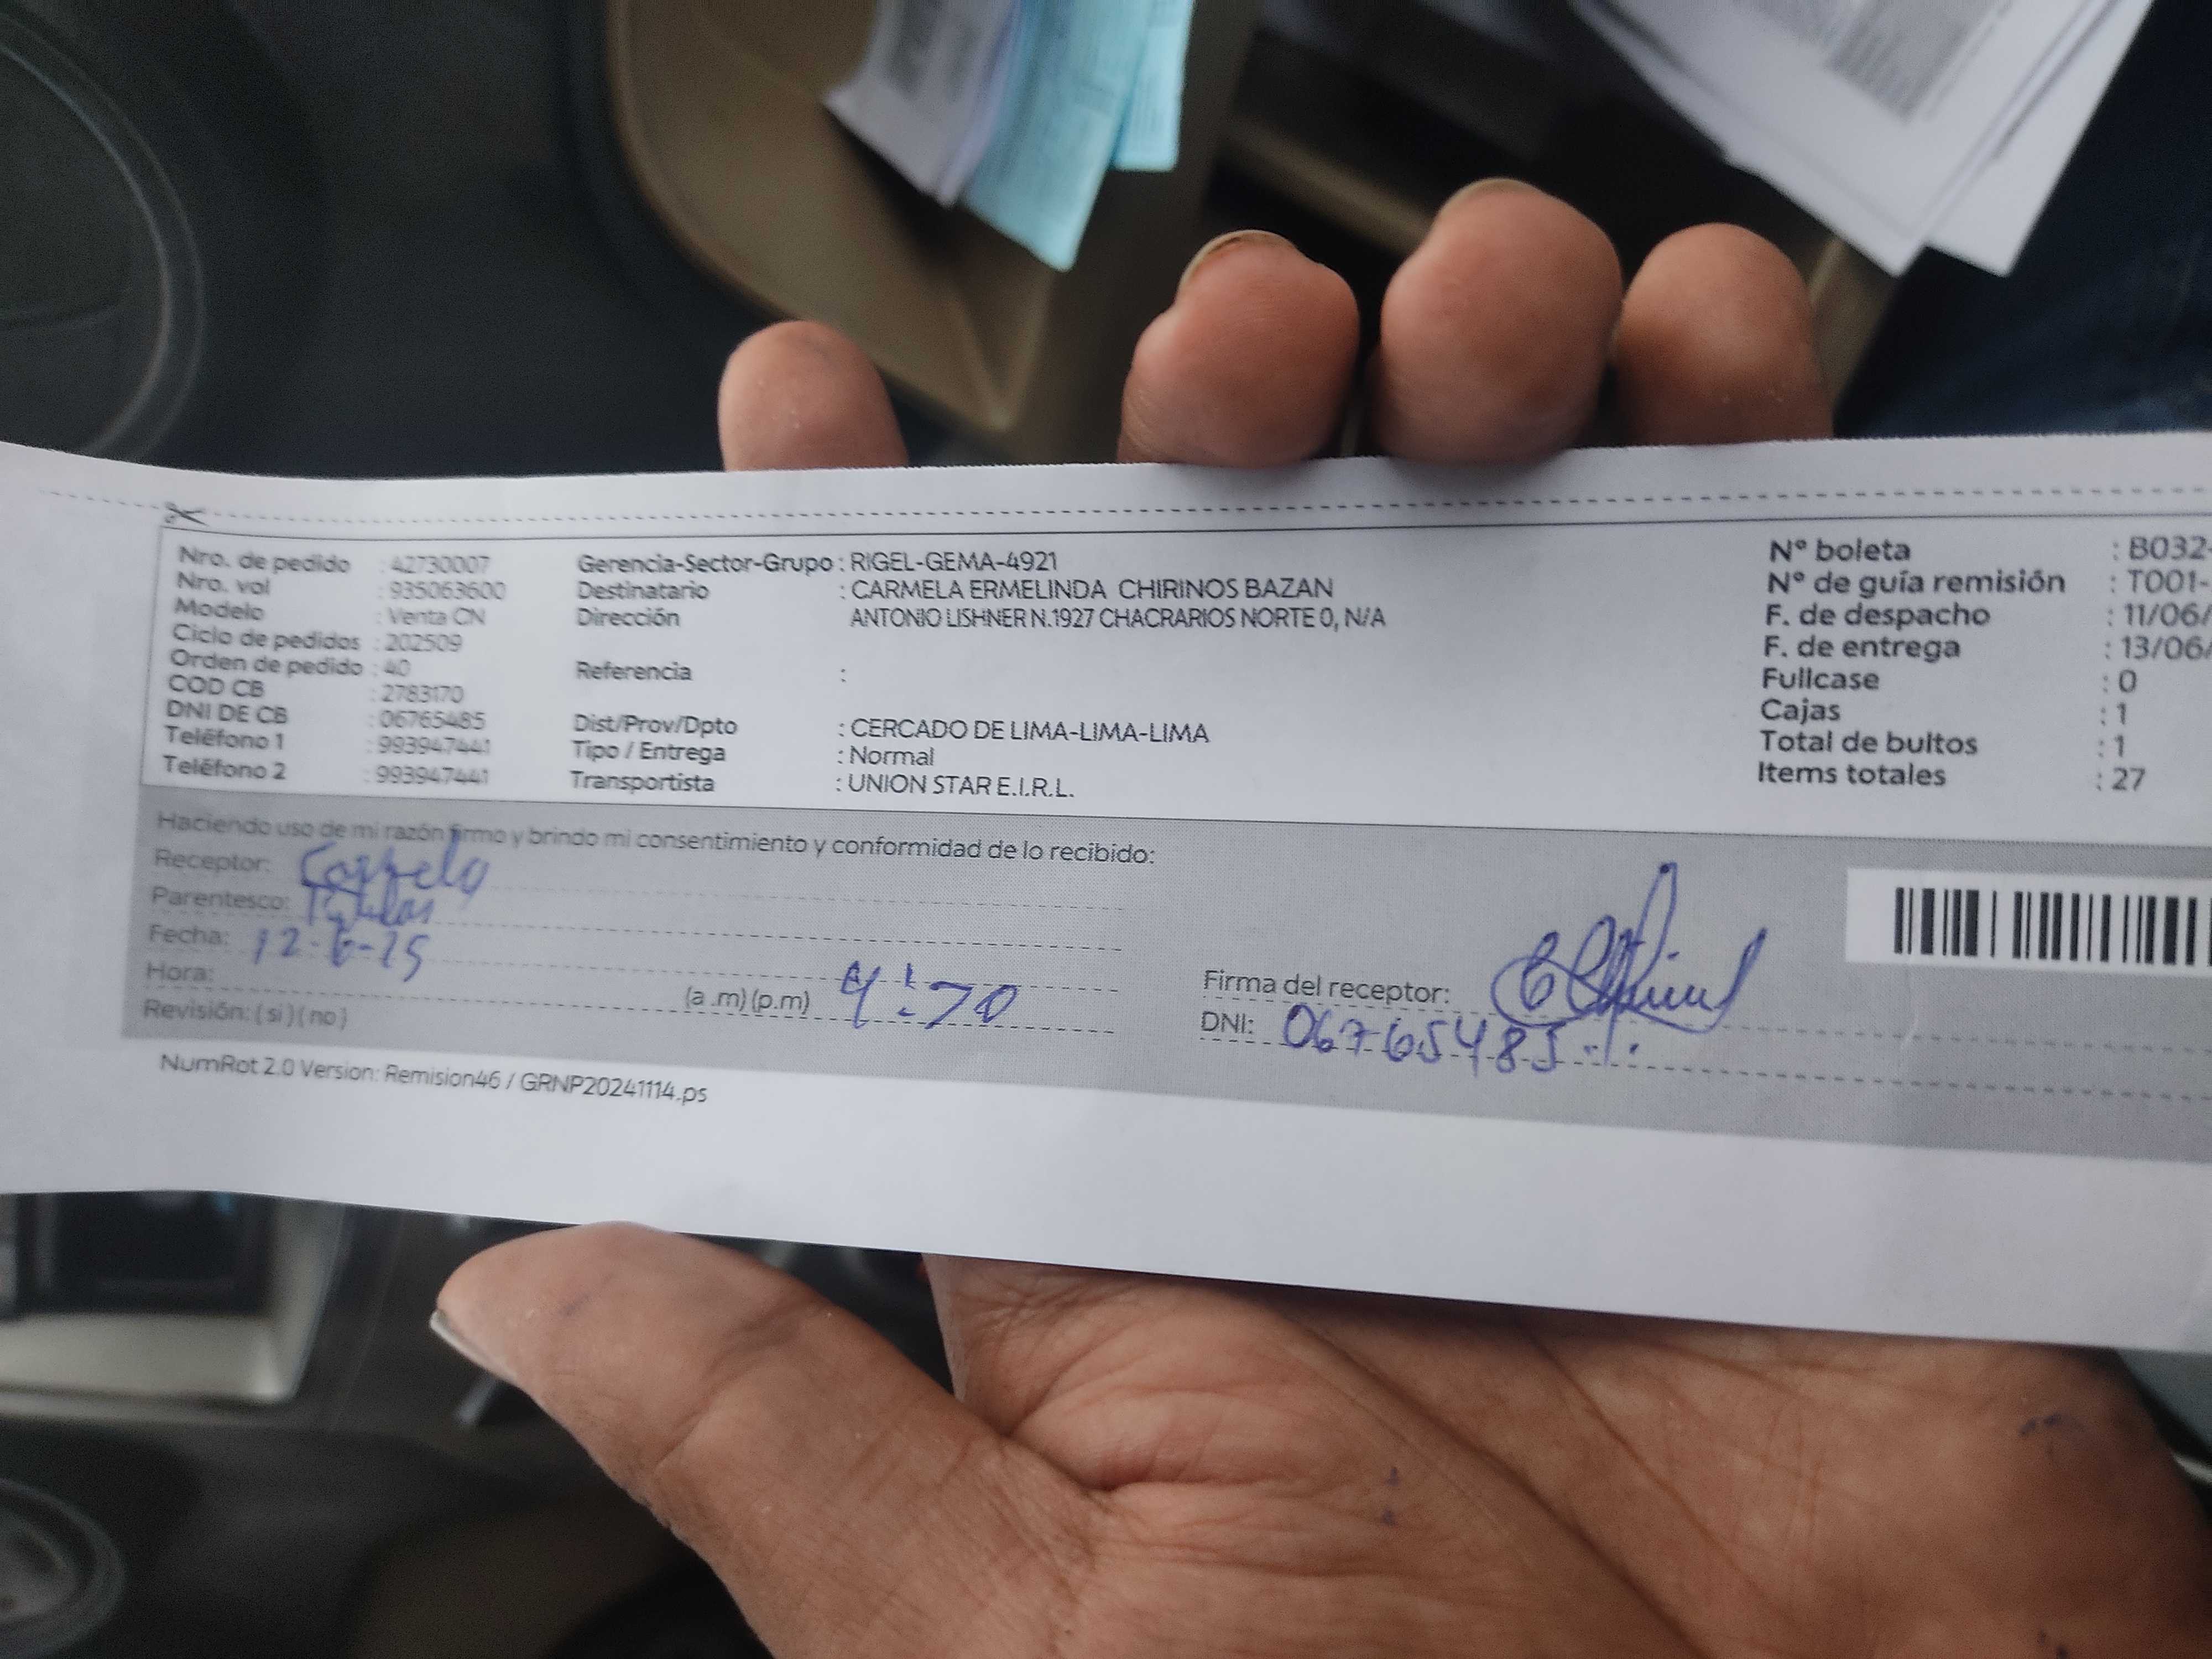 Nro. de pedido : 42730007
Nro. vol : 935063600
Modelo : Venta CN
Ciclo de pedidos : 202509
Orden de pedido : 40
COD CB : 2783170
DNI DE CB : 06765485
Teléfono 1 : 993947441
Teléfono 2 : 993947441
Gerencia-Sector-Grupo : RIGEL-GEMA-4921
Destinatario : CARMELA ERMELINDA CHIRINOS BAZAN
Dirección ANTONIO LISHNER N.1927 CHACRARIOS NORTE 0, N/A
Referencia :
Dist/Prov/Dpto : CERCADO DE LIMA-LIMA-LIMA
Tipo / Entrega : Normal
Transportista : UNION STAR E.I.R.L.
N° boleta : B032-
N° de guía remisión : T001-
F. de despacho : 11/06/
F. de entrega : 13/06/
Fullcase : 0
Cajas : 1
Total de bultos : 1
Items totales : 27
Haciendo uso de mi razón firmo y brindo mi consentimiento y conformidad de lo recibido:
Receptor: Carmela
Parentesco:
Fecha: 12-6-25
Hora: (a .m) (p.m)
Revisión: ( si ) ( no )
Firma del receptor:
DNI: 06765485
NumRot 2.0 Version: Remision46 / GRNP20241114.ps